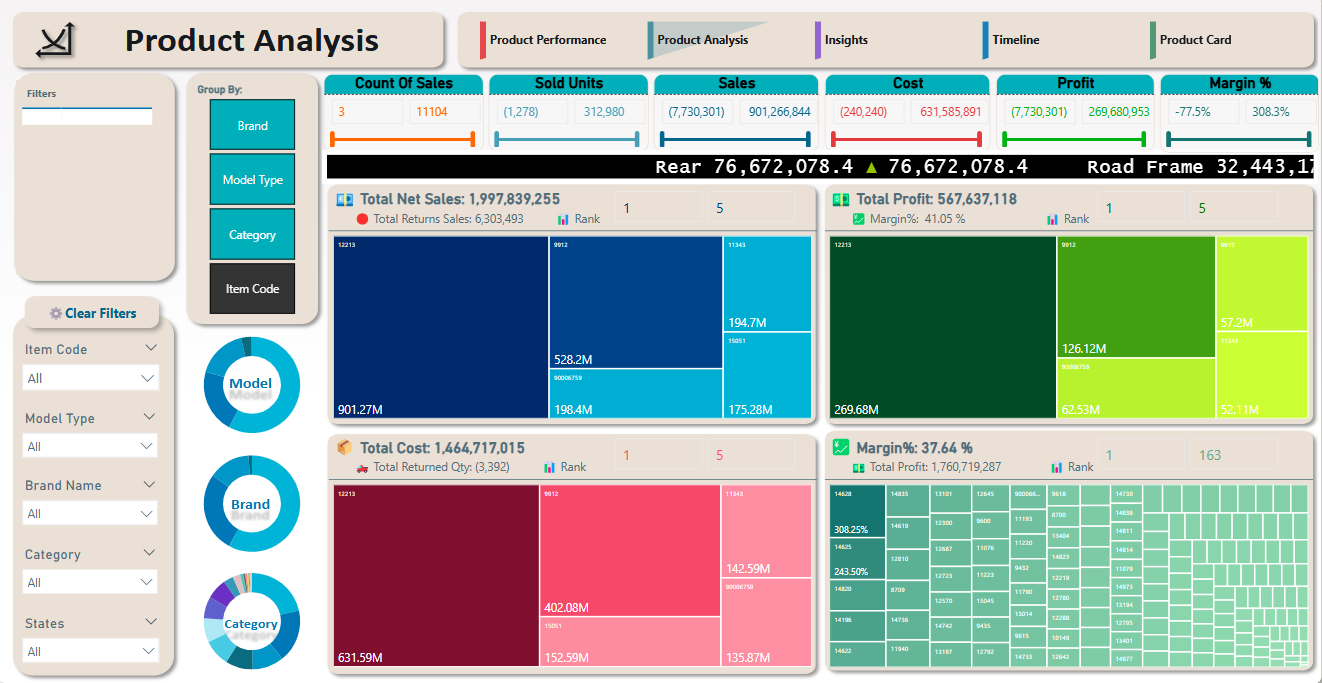 Product Analysis
Product Performance
Product Analysis
Insights
Timeline
Product Card
Filters
Group By:
Brand
Model Type
Category
Item Code
Count Of Sales
3 11104
Sold Units
(1,278) 312,980
Sales
(7,730,301) 901,266,844
Cost
(240,240) 631,585,891
Profit
(7,730,301) 269,680,953
Margin %
-77.5% 308.3%
Rear 76,672,078.4 ▲ 76,672,078.4 Road Frame 32,443,17
Clear Filters
Item Code
All
Model Type
All
Brand Name
All
Category
All
States
All
Model
Brand
Category
Total Net Sales: 1,997,839,255
Total Returns Sales: 6,303,493
Rank
1 5
12213
901.27M
9912
528.2M
90006759
198.4M
11343
194.7M
15051
175.28M
Total Profit: 567,637,118
Margin%: 41.05 %
Rank
1 5
12213
269.68M
9912
126.12M
90006759
62.53M
57.2M
11343
52.11M
Total Cost: 1,464,717,015
Total Returned Qty: (3,392)
Rank
1 5
12213
631.59M
9912
402.08M
15051
152.59M
11343
142.59M
90006759
135.87M
Margin%: 37.64 %
Total Profit: 1,760,719,287
Rank
1 163
14628
308.25%
14625
243.50%
14820
14196
14622
14835
14619
12810
8709
14736
11940
13101
12300
12687
12723
12570
14742
13197
12645
9600
11076
11223
15045
9435
12792
900066...
11193
11220
9432
11790
13014
9615
14733
9618
8700
13404
14823
12219
12780
12288
10149
12642
14730
14838
14811
14814
11079
14973
13194
12795
13401
14877